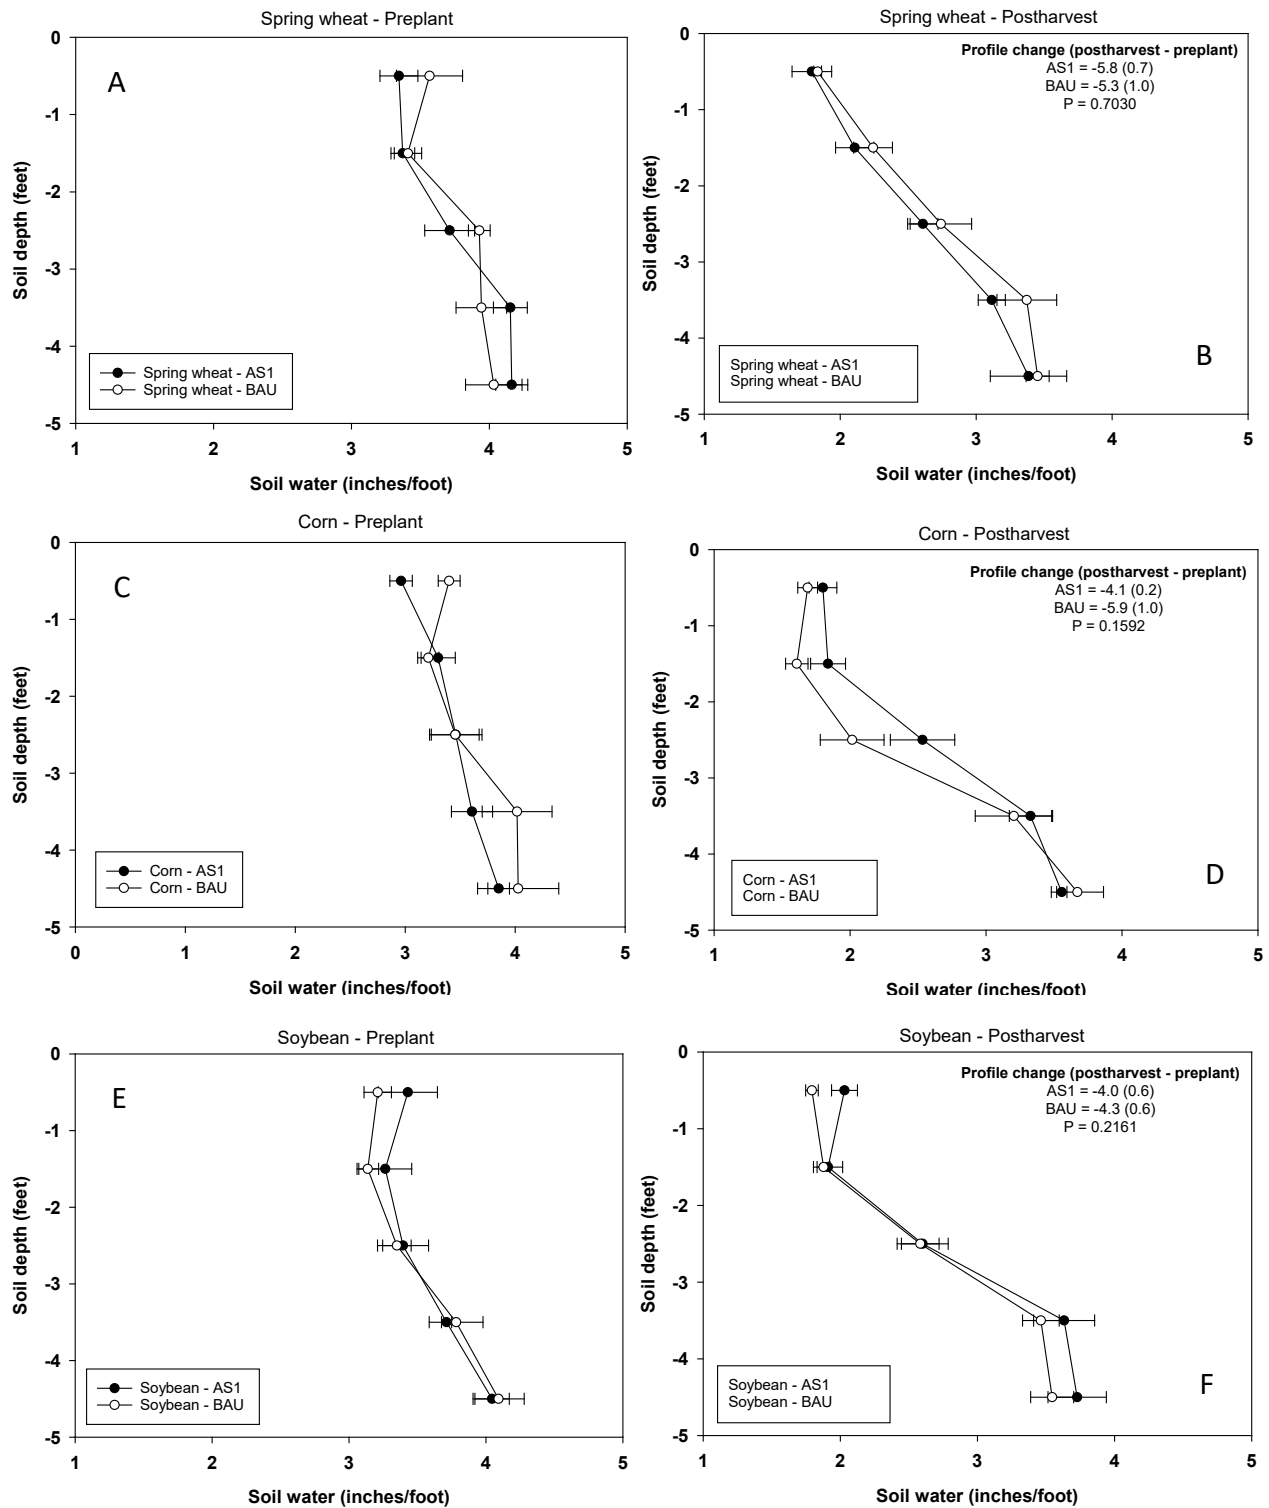 Spring wheat - Preplant
A
0
-1
-2
-3
-4
-5
Soil depth (feet)
Spring wheat - AS1
Spring wheat - BAU
1
2
3
4
5
Soil water (inches/foot)
Spring wheat - Postharvest
Profile change (postharvest - preplant)
AS1 = -5.8 (0.7)
BAU = -5.3 (1.0)
P = 0.7030
B
0
-1
-2
-3
-4
-5
Soil depth (feet)
Spring wheat - AS1
Spring wheat - BAU
1
2
3
4
5
Soil water (inches/foot)
Corn - Preplant
C
0
-1
-2
-3
-4
-5
Soil depth (feet)
Corn - AS1
Corn - BAU
0
1
2
3
4
5
Soil water (inches/foot)
Corn - Postharvest
Profile change (postharvest - preplant)
AS1 = -4.1 (0.2)
BAU = -5.9 (1.0)
P = 0.1592
D
0
-1
-2
-3
-4
-5
Soil depth (feet)
Corn - AS1
Corn - BAU
1
2
3
4
5
Soil water (inches/foot)
Soybean - Preplant
E
0
-1
-2
-3
-4
-5
Soil depth (feet)
Soybean - AS1
Soybean - BAU
1
2
3
4
5
Soil water (inches/foot)
Soybean - Postharvest
Profile change (postharvest - preplant)
AS1 = -4.0 (0.6)
BAU = -4.3 (0.6)
P = 0.2161
F
0
-1
-2
-3
-4
-5
Soil depth (feet)
Soybean - AS1
Soybean - BAU
1
2
3
4
5
Soil water (inches/foot)